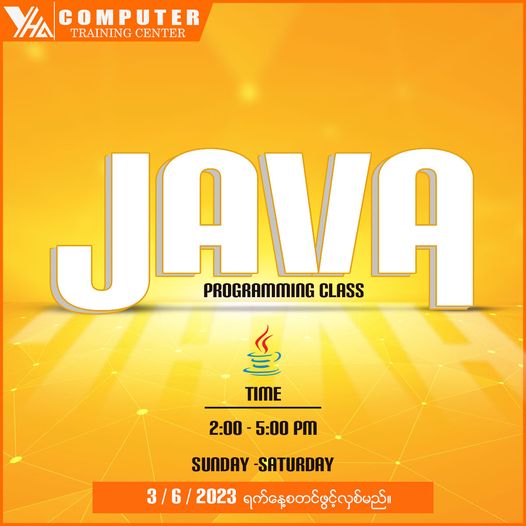 YHA COMPUTER
TRAINING CENTER
JAVA
PROGRAMMING CLASS
TIME
2:00 - 5:00 PM
SUNDAY -SATURDAY
3 / 6 / 2023 ရက်နေ့စတင်ဖွင့်လှစ်မည်။